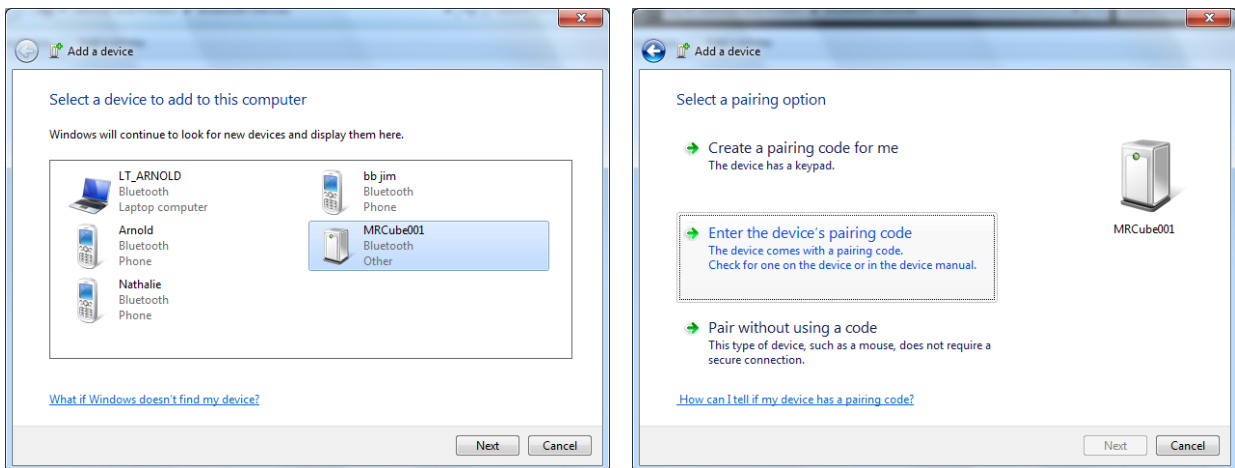 Add a device
Select a device to add to this computer
Windows will continue to look for new devices and display them here.
LT_ARNOLD
Bluetooth
Laptop computer
bb jim
Bluetooth
Phone
Arnold
Bluetooth
Phone
MRCube001
Bluetooth
Other
Nathalie
Bluetooth
Phone
What if Windows doesn't find my device?
Next
Cancel
Add a device
Select a pairing option
Create a pairing code for me
The device has a keypad.
Enter the device's pairing code
The device comes with a pairing code.
Check for one on the device or in the device manual.
Pair without using a code
This type of device, such as a mouse, does not require a
secure connection.
MRCube001
How can I tell if my device has a pairing code?
Next
Cancel